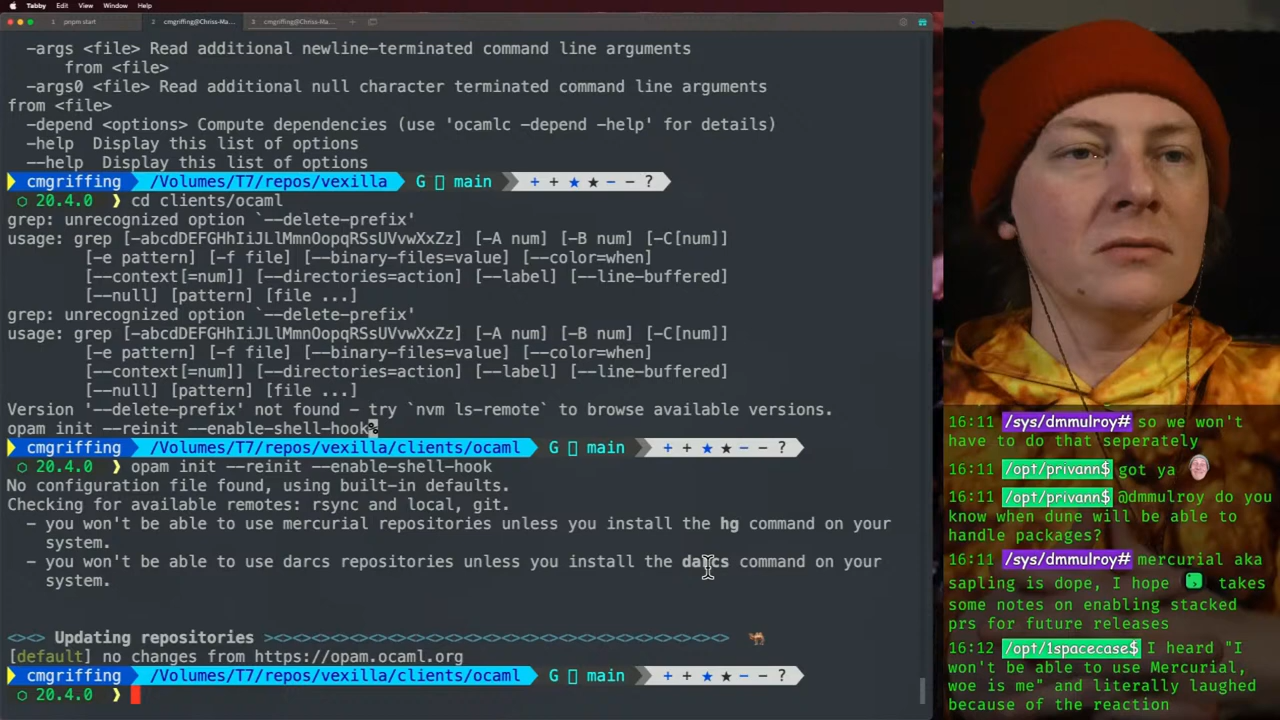 Tabby Edit View Window Help
pnpm start 2 cmgriffing@Chriss-Ma... 3 cmgriffing@Chriss-Ma... +
-args <file> Read additional newline-terminated command line arguments
from <file>
-args0 <file> Read additional null character terminated command line arguments
from <file>
-depend <options> Compute dependencies (use 'ocamlc -depend -help' for details)
-help Display this list of options
--help Display this list of options
cmgriffing /Volumes/T7/repos/vexilla G main + + ★ ★ − − ?
20.4.0 ❯ cd clients/ocaml
grep: unrecognized option `--delete-prefix'
usage: grep [-abcdDEFGHhIiJLlMmnOopqRSsUVvwXxZz] [-A num] [-B num] [-C[num]]
[-e pattern] [-f file] [--binary-files=value] [--color=when]
[--context[=num]] [--directories=action] [--label] [--line-buffered]
[--null] [pattern] [file ...]
grep: unrecognized option `--delete-prefix'
usage: grep [-abcdDEFGHhIiJLlMmnOopqRSsUVvwXxZz] [-A num] [-B num] [-C[num]]
[-e pattern] [-f file] [--binary-files=value] [--color=when]
[--context[=num]] [--directories=action] [--label] [--line-buffered]
[--null] [pattern] [file ...]
Version '--delete-prefix' not found - try `nvm ls-remote` to browse available versions.
opam init --reinit --enable-shell-hook%
cmgriffing /Volumes/T7/repos/vexilla/clients/ocaml G main + + ★ ★ − − ?
20.4.0 ❯ opam init --reinit --enable-shell-hook
No configuration file found, using built-in defaults.
Checking for available remotes: rsync and local, git.
- you won't be able to use mercurial repositories unless you install the hg command on your
system.
- you won't be able to use darcs repositories unless you install the darcs command on your
system.
<><> Updating repositories ><><><><><><><><><><><><><><><><><><><><><><><><><> 🐫
[default] no changes from https://opam.ocaml.org
cmgriffing /Volumes/T7/repos/vexilla/clients/ocaml G main + + ★ ★ − − ?
20.4.0 ❯
16:11 /sys/dmmulroy# so we won't
have to do that seperately
16:11 /opt/privann$ got ya
16:11 /opt/privann$ @dmmulroy do you
know when dune will be able to
handle packages?
16:11 /sys/dmmulroy# mercurial aka
sapling is dope, I hope takes
some notes on enabling stacked
prs for future releases
16:12 /opt/1spacecase$ I heard "I
won't be able to use Mercurial,
woe is me" and literally laughed
because of the reaction